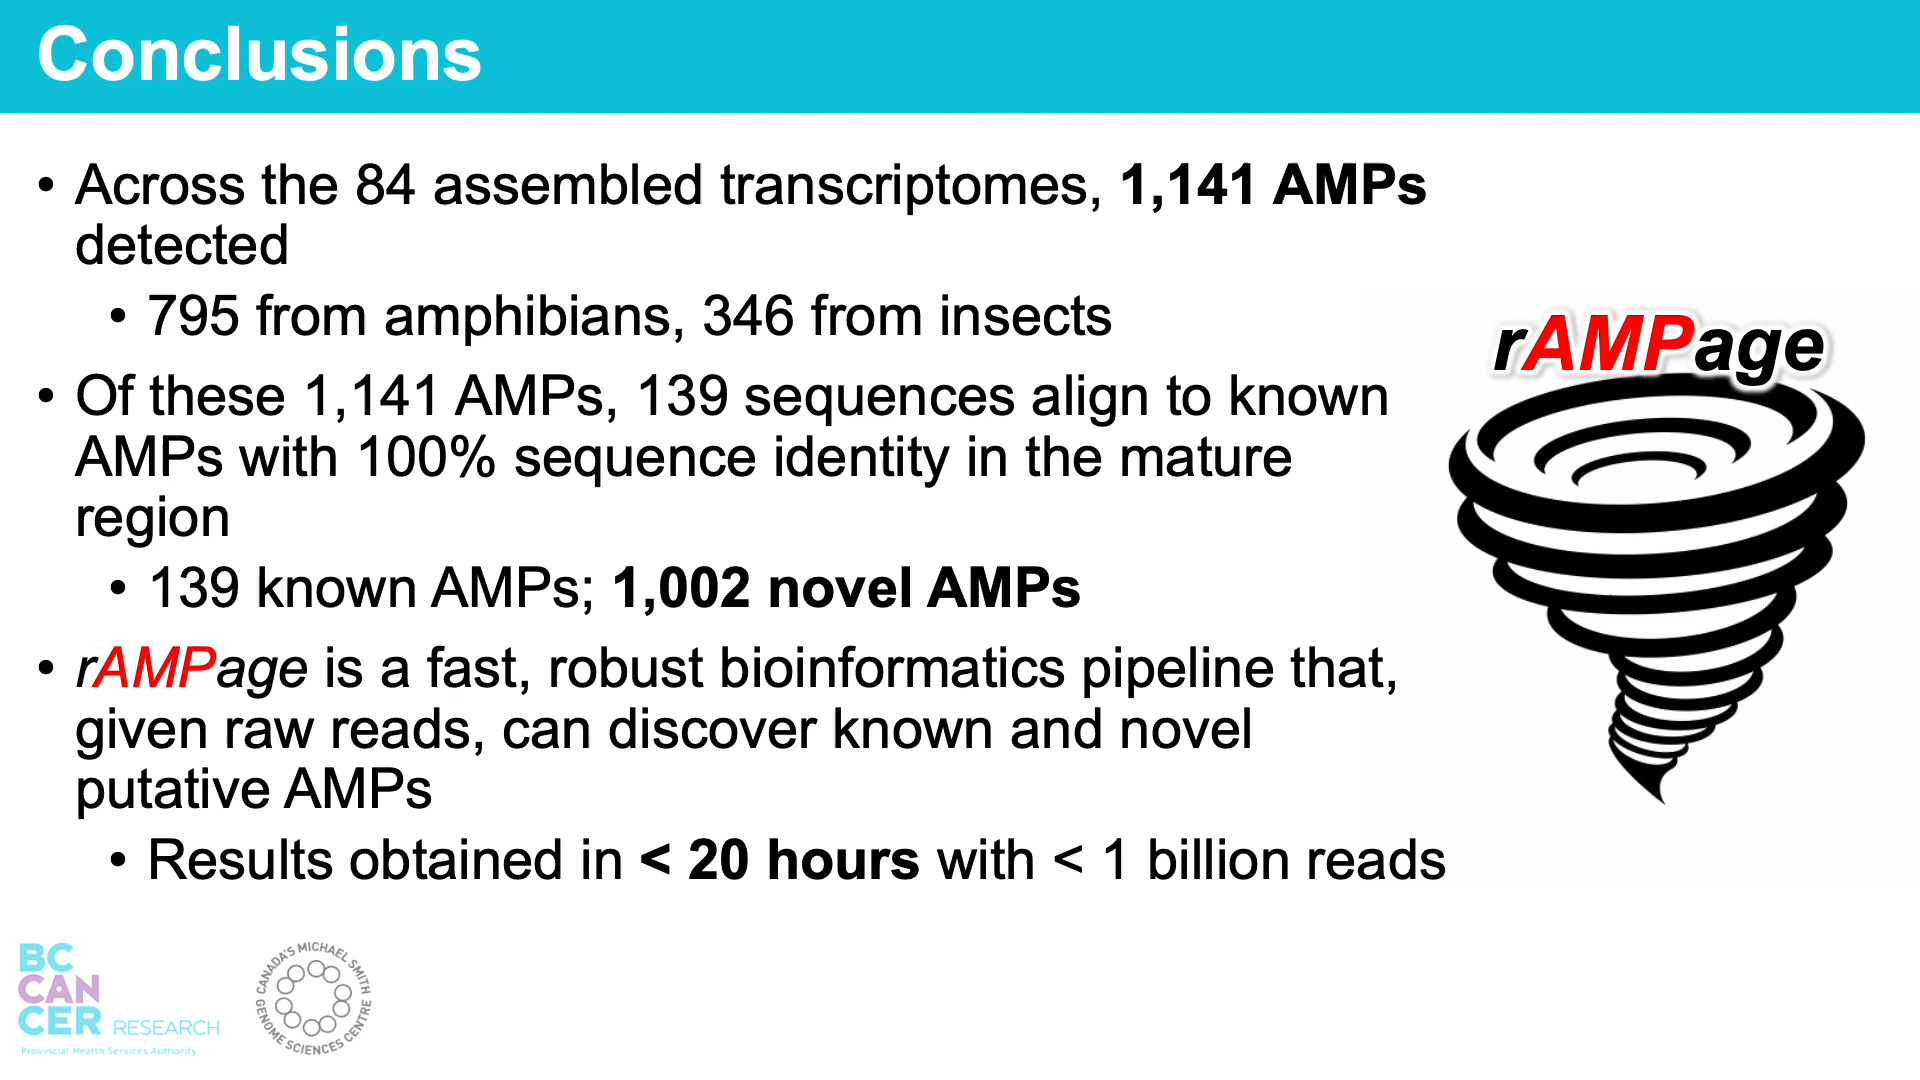 Conclusions
• Across the 84 assembled transcriptomes, 1,141 AMPs
detected
• 795 from amphibians, 346 from insects
• Of these 1,141 AMPs, 139 sequences align to known
AMPs with 100% sequence identity in the mature
region
• 139 known AMPs; 1,002 novel AMPs
• rAMPage is a fast, robust bioinformatics pipeline that,
given raw reads, can discover known and novel
putative AMPs
• Results obtained in < 20 hours with < 1 billion reads
rAMPage
BC
CAN
CER RESEARCH
Provincial Health Services Authority
CANADA'S MICHAEL SMITH
GENOME SCIENCES CENTRE